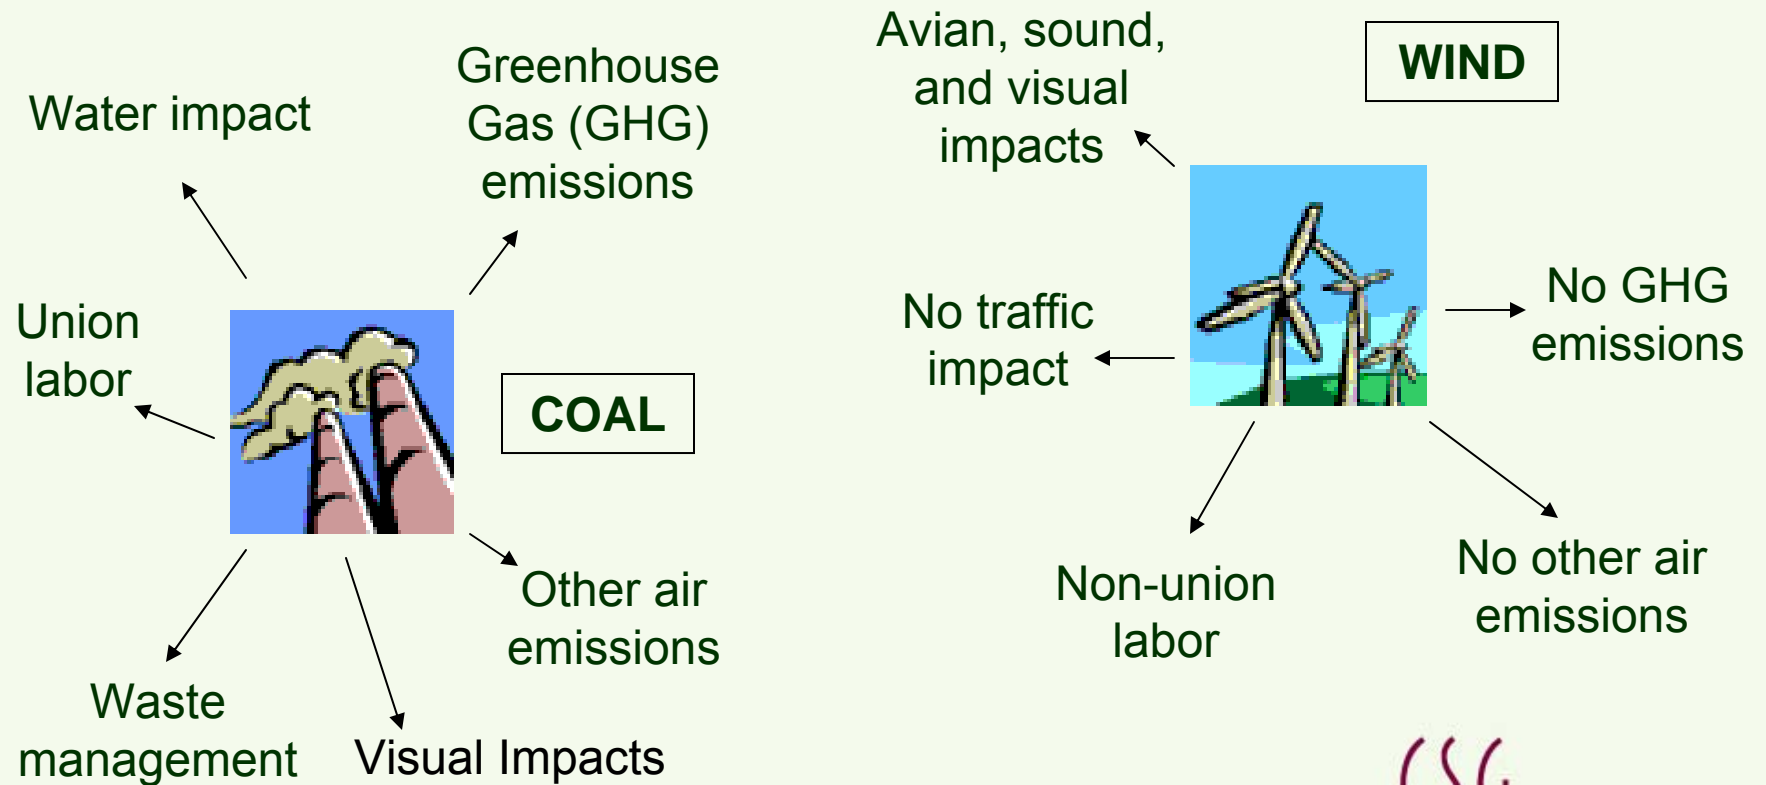 Water impact
Greenhouse
Gas (GHG)
emissions
Union
labor
COAL
Other air
emissions
Waste
management
Visual Impacts
Avian, sound,
and visual
impacts
WIND
No traffic
impact
No GHG
emissions
Non-union
labor
No other air
emissions